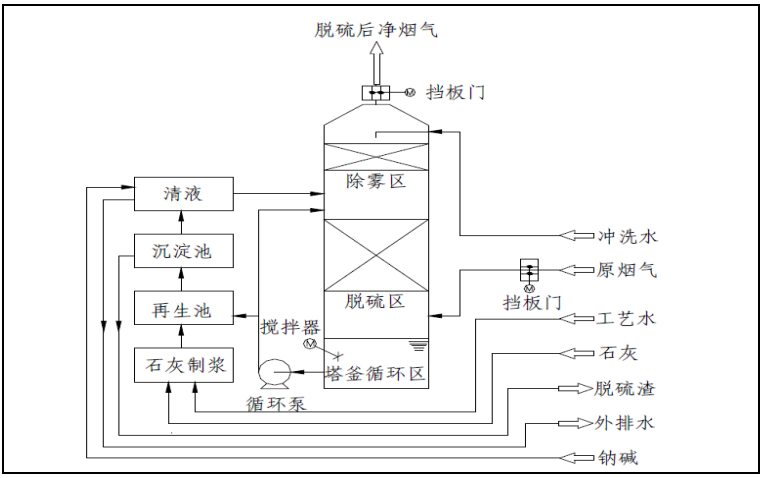 脱硫后净烟气
M
挡板门
除雾区
清液
冲洗水
沉淀池
原烟气
M
挡板门
脱硫区
再生池
工艺水
搅拌器
M
石灰
石灰制浆
塔釜循环区
脱硫渣
循环泵
外排水
钠碱